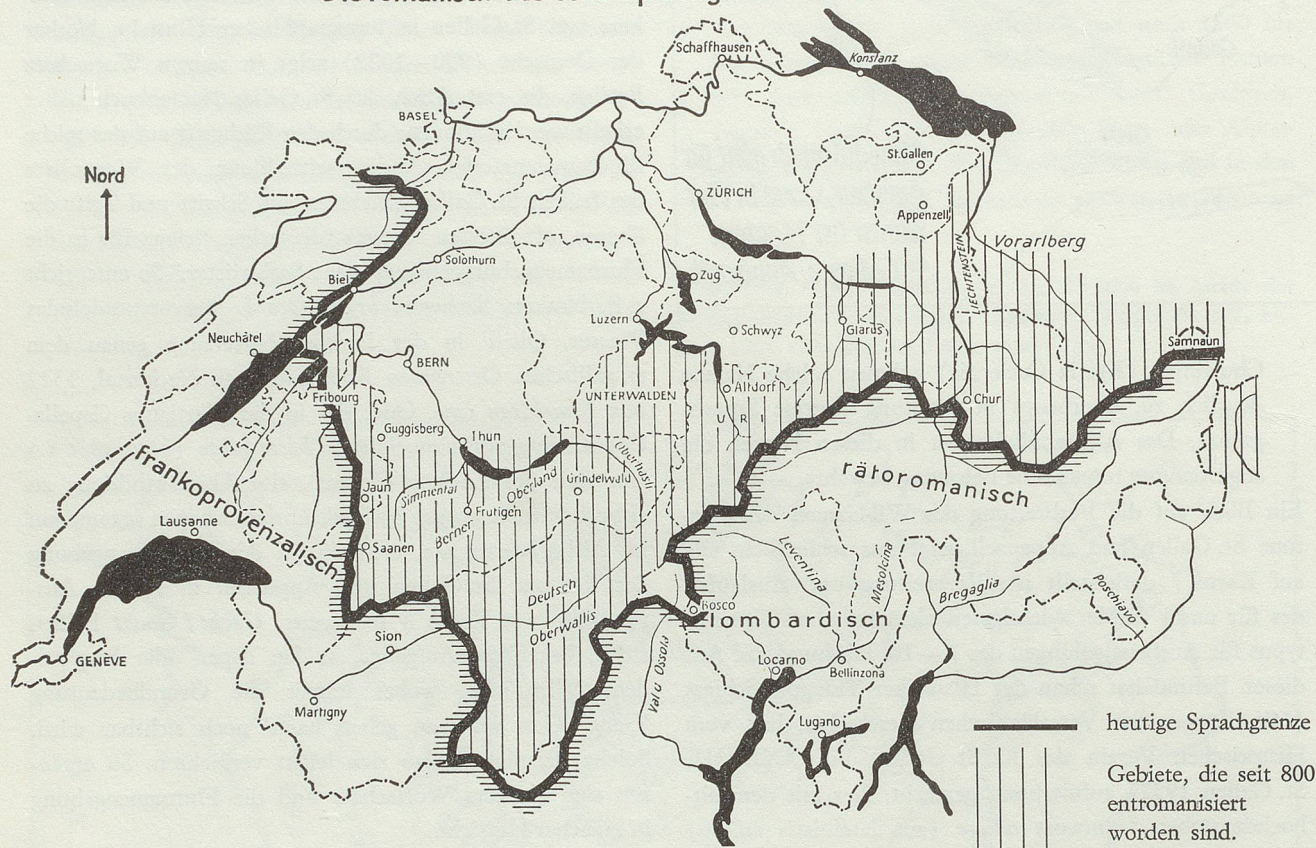 Nord
Schaffhausen
Konstanz
BASEL
St.Gallen
ZÜRICH
Appenzell
Vorarlberg
LIECHTENSTEIN
Solothurn
Biel
Zug
Luzern
Schwyz
Glarus
Samnaun
Neuchâtel
BERN
Altdorf
UNTERWALDEN
URI
Chur
Fribourg
Guggisberg
Thun
Oberhasli
Grindelwald
Oberland
Berner
Simmental
Frutigen
Jaun
Saanen
rätoromanisch
Frankoprovenzalisch
Lausanne
Leventina
Mesolcina
Bregaglia
Poschiavo
Deutsch
Oberwallis
Bosco
lombardisch
Sion
Vald'Ossola
Locarno
Bellinzona
GENÈVE
Martigny
Lugano
heutige Sprachgrenze
Gebiete, die seit 800
entromanisiert
worden sind.